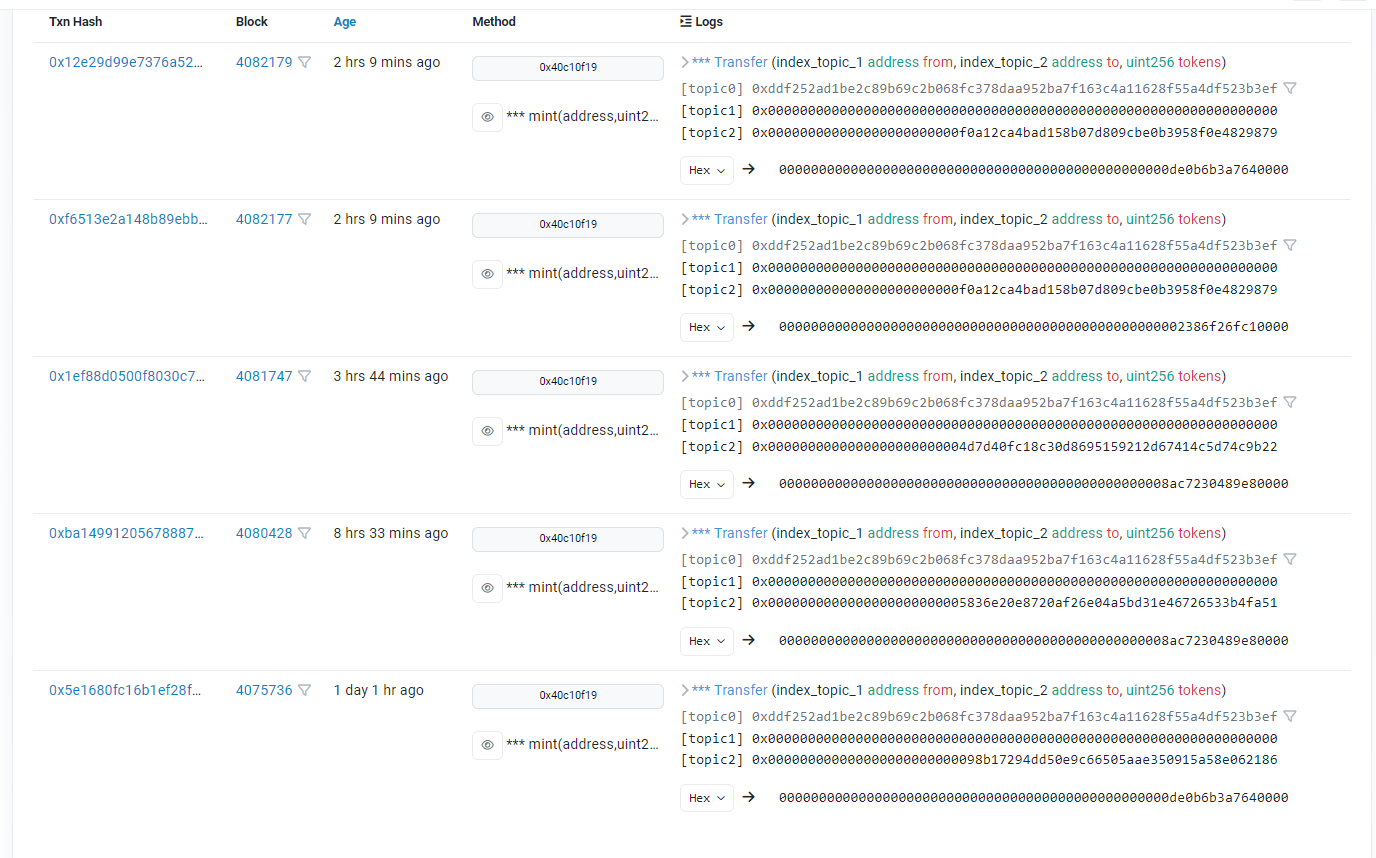 Txn Hash Block Age Method Logs
0x12e29d99e7376a52... 4082179 2 hrs 9 mins ago 0x40c10f19 *** Transfer (index_topic_1 address from, index_topic_2 address to, uint256 tokens)
[topic0] 0xddf252ad1be2c89b69c2b068fc378daa952ba7f163c4a11628f55a4df523b3ef
[topic1] 0x0000000000000000000000000000000000000000000000000000000000000000
*** mint(address,uint2... [topic2] 0x000000000000000000000000f0a12ca4bad158b07d809cbe0b3958f0e4829879
Hex 0000000000000000000000000000000000000000000000000de0b6b3a7640000
0xf6513e2a148b89ebb... 4082177 2 hrs 9 mins ago 0x40c10f19 *** Transfer (index_topic_1 address from, index_topic_2 address to, uint256 tokens)
[topic0] 0xddf252ad1be2c89b69c2b068fc378daa952ba7f163c4a11628f55a4df523b3ef
[topic1] 0x0000000000000000000000000000000000000000000000000000000000000000
*** mint(address,uint2... [topic2] 0x000000000000000000000000f0a12ca4bad158b07d809cbe0b3958f0e4829879
Hex 000000000000000000000000000000000000000000000000002386f26fc10000
0x1ef88d0500f8030c7... 4081747 3 hrs 44 mins ago 0x40c10f19 *** Transfer (index_topic_1 address from, index_topic_2 address to, uint256 tokens)
[topic0] 0xddf252ad1be2c89b69c2b068fc378daa952ba7f163c4a11628f55a4df523b3ef
[topic1] 0x0000000000000000000000000000000000000000000000000000000000000000
*** mint(address,uint2... [topic2] 0x0000000000000000000000004d7d40fc18c30d8695159212d67414c5d74c9b22
Hex 0000000000000000000000000000000000000000000000008ac7230489e80000
0xba14991205678887... 4080428 8 hrs 33 mins ago 0x40c10f19 *** Transfer (index_topic_1 address from, index_topic_2 address to, uint256 tokens)
[topic0] 0xddf252ad1be2c89b69c2b068fc378daa952ba7f163c4a11628f55a4df523b3ef
[topic1] 0x0000000000000000000000000000000000000000000000000000000000000000
*** mint(address,uint2... [topic2] 0x0000000000000000000000005836e20e8720af26e04a5bd31e46726533b4fa51
Hex 0000000000000000000000000000000000000000000000008ac7230489e80000
0x5e1680fc16b1ef28f... 4075736 1 day 1 hr ago 0x40c10f19 *** Transfer (index_topic_1 address from, index_topic_2 address to, uint256 tokens)
[topic0] 0xddf252ad1be2c89b69c2b068fc378daa952ba7f163c4a11628f55a4df523b3ef
[topic1] 0x0000000000000000000000000000000000000000000000000000000000000000
*** mint(address,uint2... [topic2] 0x00000000000000000000000098b17294dd50e9c66505aae350915a58e062186
Hex 0000000000000000000000000000000000000000000000000de0b6b3a7640000